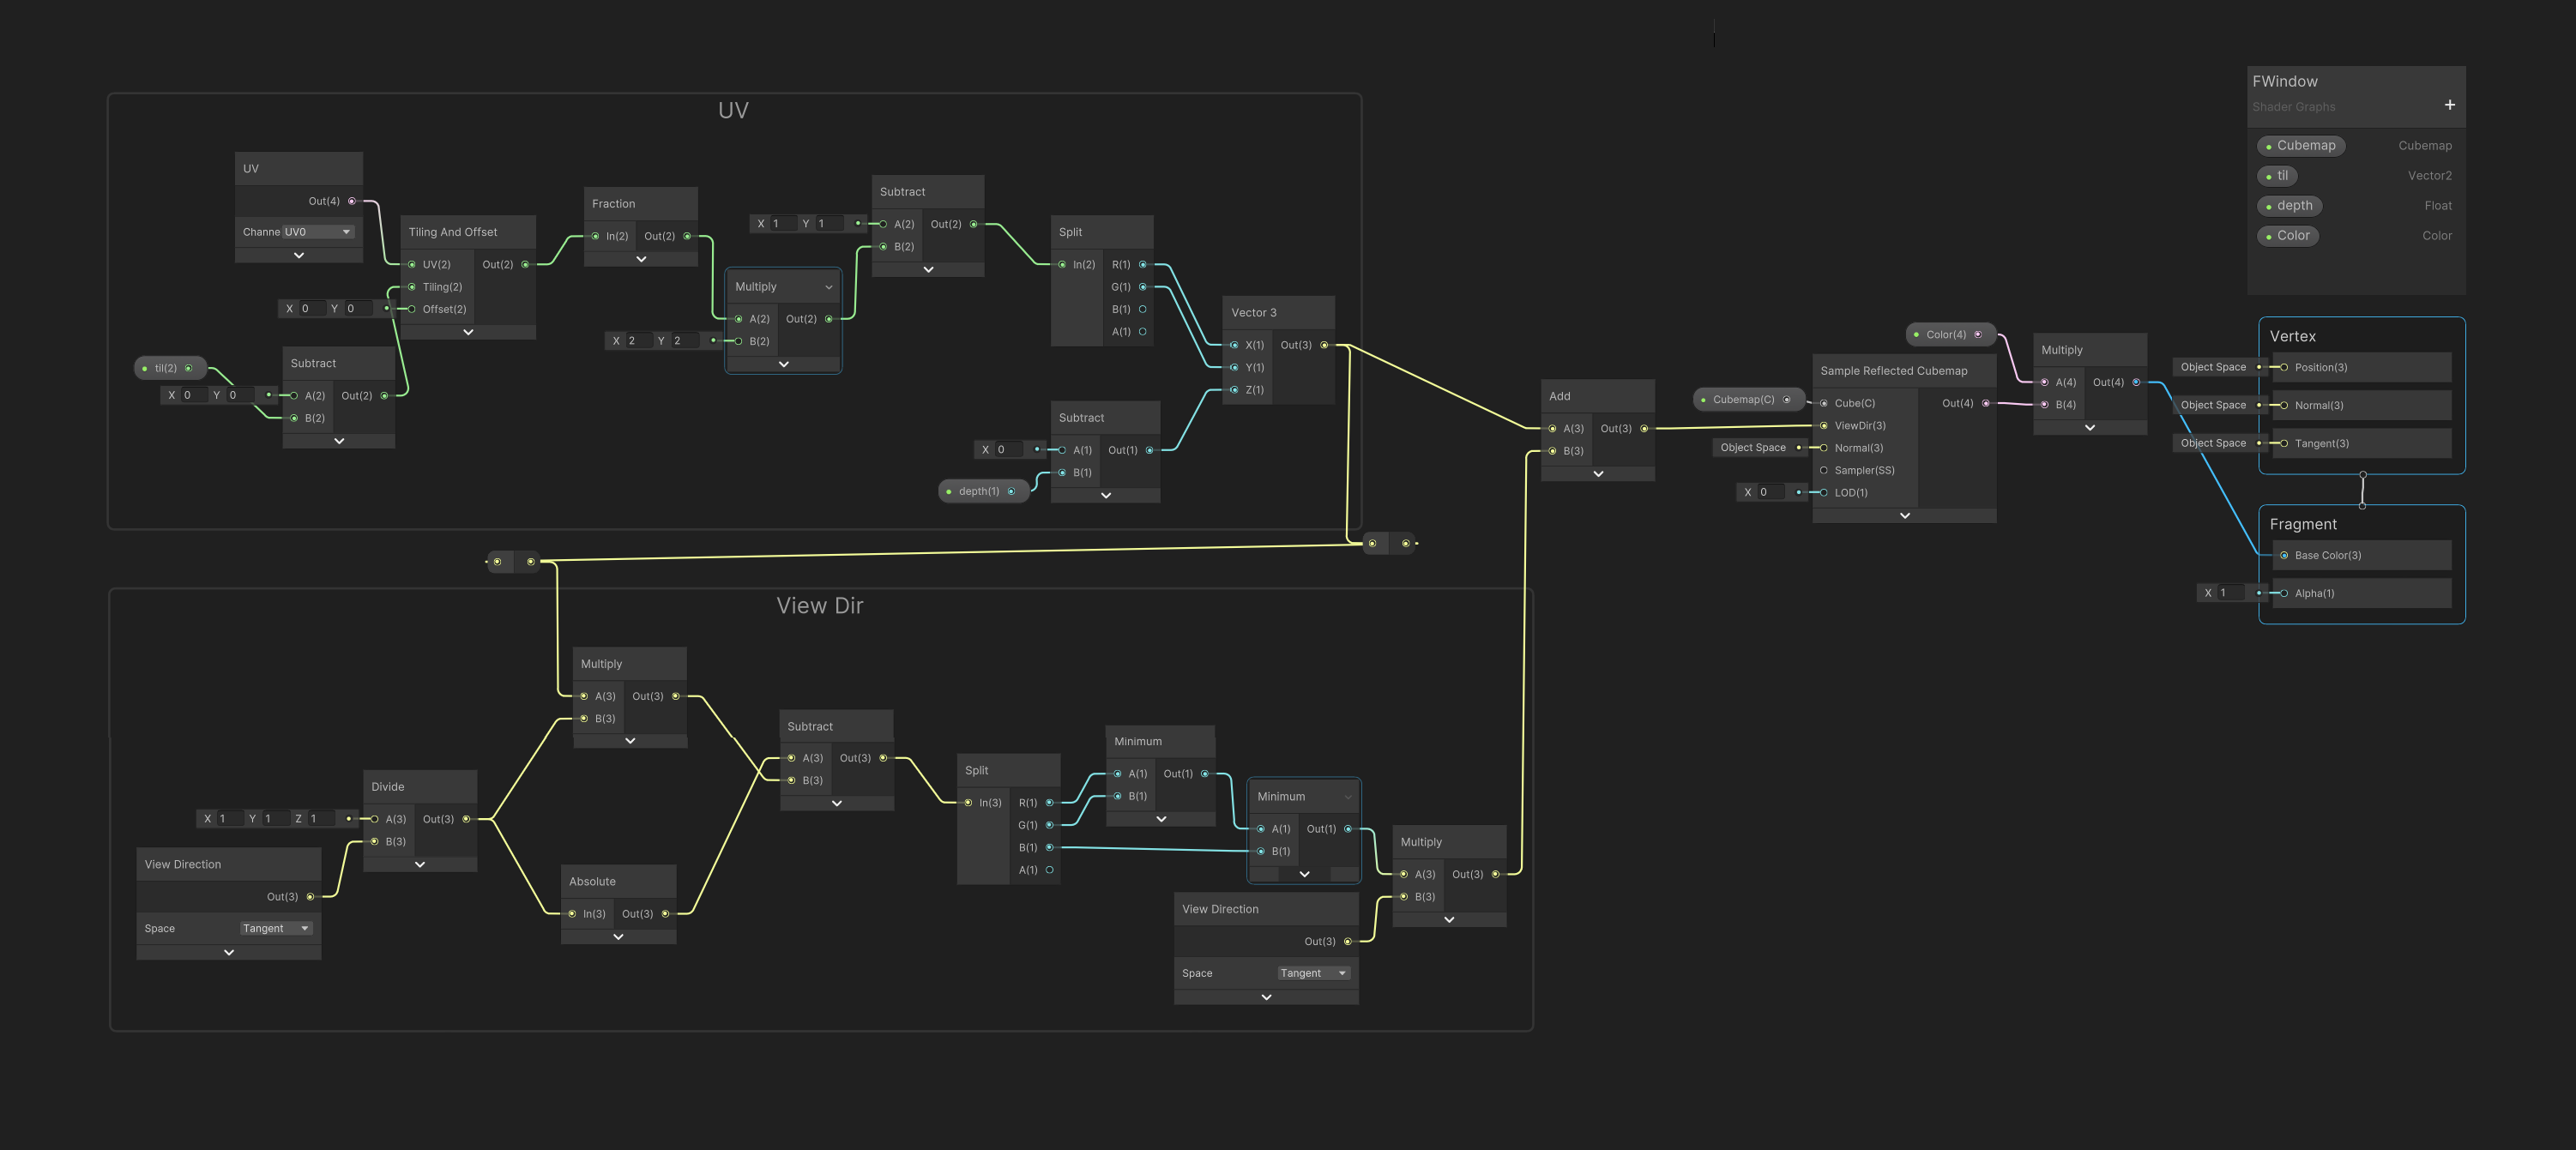 UV
UV
Out(4)
Channe UV0
Tiling And Offset
UV(2) Out(2)
Tiling(2)
X 0 Y 0 Offset(2)
til(2)
Subtract
X 0 Y 0 A(2) Out(2)
B(2)
Fraction
In(2) Out(2)
Multiply
A(2) Out(2)
X 2 Y 2 B(2)
Subtract
X 1 Y 1 A(2) Out(2)
B(2)
Split
In(2) R(1)
G(1)
B(1)
A(1)
Vector 3
X(1) Out(3)
Y(1)
Z(1)
Subtract
X 0 A(1) Out(1)
B(1)
depth(1)
View Dir
Multiply
A(3) Out(3)
B(3)
Divide
X 1 Y 1 Z 1 A(3) Out(3)
B(3)
View Direction
Out(3)
Space Tangent
Absolute
In(3) Out(3)
Subtract
A(3) Out(3)
B(3)
Split
In(3) R(1)
G(1)
B(1)
A(1)
Minimum
A(1) Out(1)
B(1)
Minimum
A(1) Out(1)
B(1)
Multiply
A(3) Out(3)
B(3)
View Direction
Out(3)
Space Tangent
Add
A(3) Out(3)
B(3)
Sample Reflected Cubemap
Cubemap(C) Cube(C) Out(4)
ViewDir(3)
Object Space Normal(3)
Sampler(SS)
X 0 LOD(1)
Color(4)
Multiply
A(4) Out(4)
B(4)
FWindow
Shader Graphs +
Cubemap Cubemap
til Vector2
depth Float
Color Color
Vertex
Object Space Position(3)
Object Space Normal(3)
Object Space Tangent(3)
Fragment
Base Color(3)
X 1 Alpha(1)